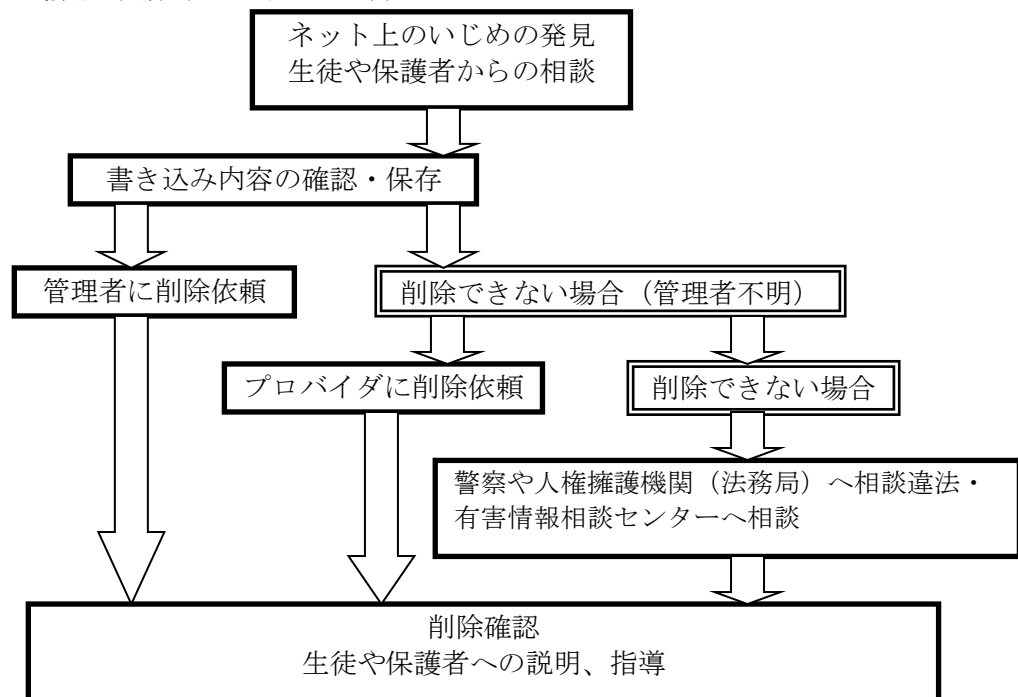 ネット上のいじめの発見
生徒や保護者からの相談
書き込み内容の確認・保存
管理者に削除依頼
削除できない場合（管理者不明）
プロバイダに削除依頼
削除できない場合
警察や人権擁護機関（法務局）へ相談違法・
有害情報相談センターへ相談
削除確認
生徒や保護者への説明、指導